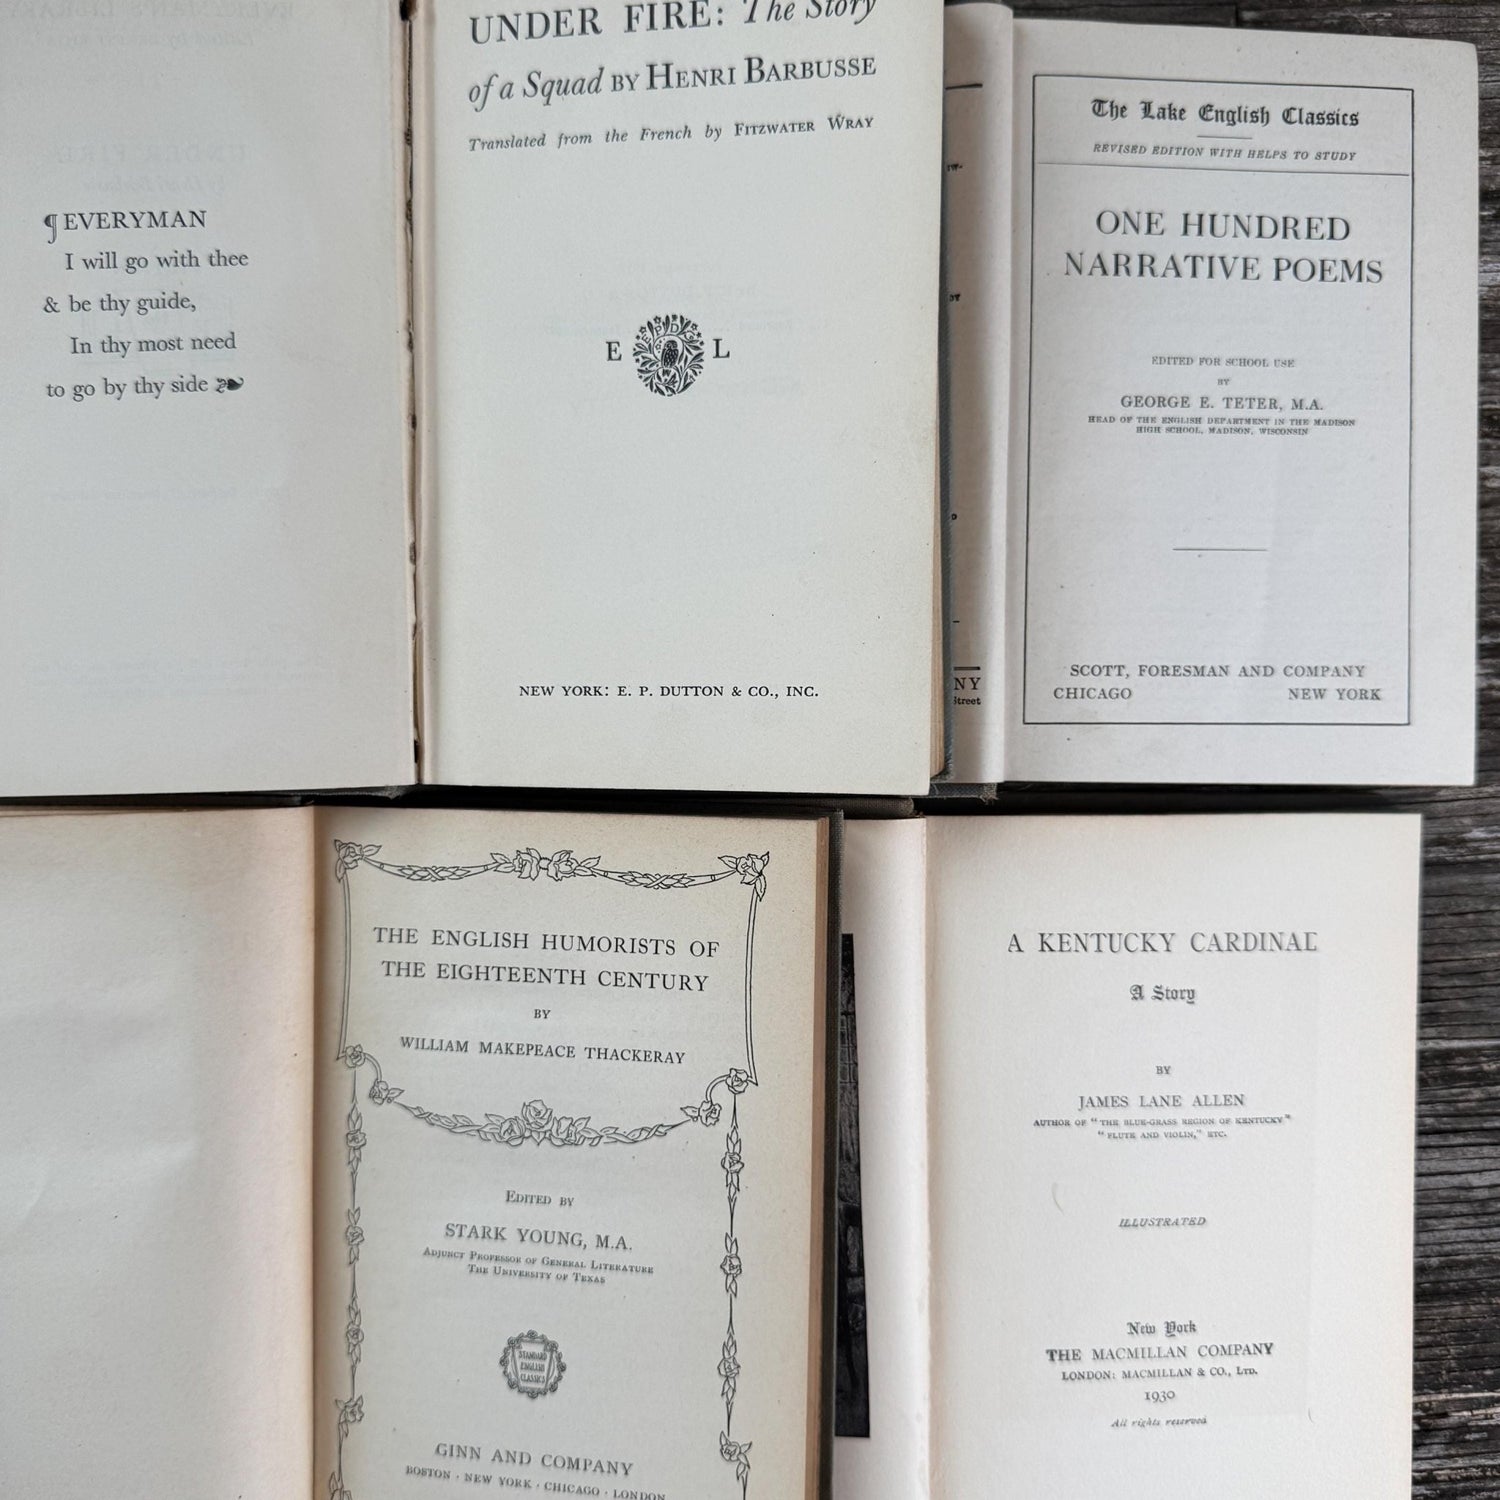 ¶ EVERYMAN
I will go with thee
& be thy guide,
In thy most need
to go by thy side
UNDER FIRE: The Story
of a Squad BY HENRI BARBUSSE
Translated from the French by FITZWATER WRAY
E L
NEW YORK: E. P. DUTTON & CO., INC.
NY
Street
The Lake English Classics
REVISED EDITION WITH HELPS TO STUDY
ONE HUNDRED
NARRATIVE POEMS
EDITED FOR SCHOOL USE
BY
GEORGE E. TETER, M.A.
HEAD OF THE ENGLISH DEPARTMENT IN THE MADISON
HIGH SCHOOL, MADISON, WISCONSIN
SCOTT, FORESMAN AND COMPANY
CHICAGO NEW YORK
THE ENGLISH HUMORISTS OF
THE EIGHTEENTH CENTURY
BY
WILLIAM MAKEPEACE THACKERAY
EDITED BY
STARK YOUNG, M.A.
ADJUNCT PROFESSOR OF GENERAL LITERATURE
THE UNIVERSITY OF TEXAS
STANDARD
ENGLISH
CLASSICS
GINN AND COMPANY
BOSTON · NEW YORK · CHICAGO · LONDON
A KENTUCKY CARDINAL
A Story
BY
JAMES LANE ALLEN
AUTHOR OF "THE BLUE-GRASS REGION OF KENTUCKY"
"FLUTE AND VIOLIN," ETC.
ILLUSTRATED
New York
THE MACMILLAN COMPANY
LONDON: MACMILLAN & CO., LTD.
1930
All rights reserved